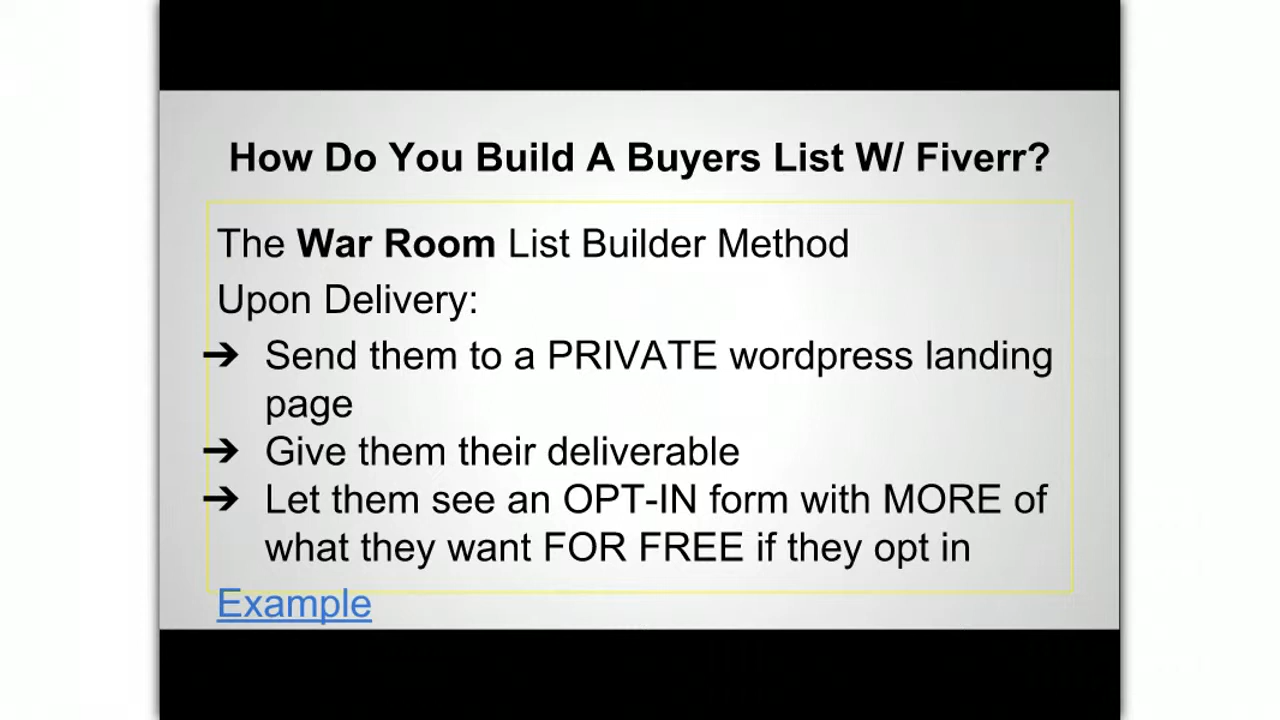 How Do You Build A Buyers List W/ Fiverr?
The War Room List Builder Method
Upon Delivery:
➔ Send them to a PRIVATE wordpress landing
page
➔ Give them their deliverable
➔ Let them see an OPT-IN form with MORE of
what they want FOR FREE if they opt in
Example